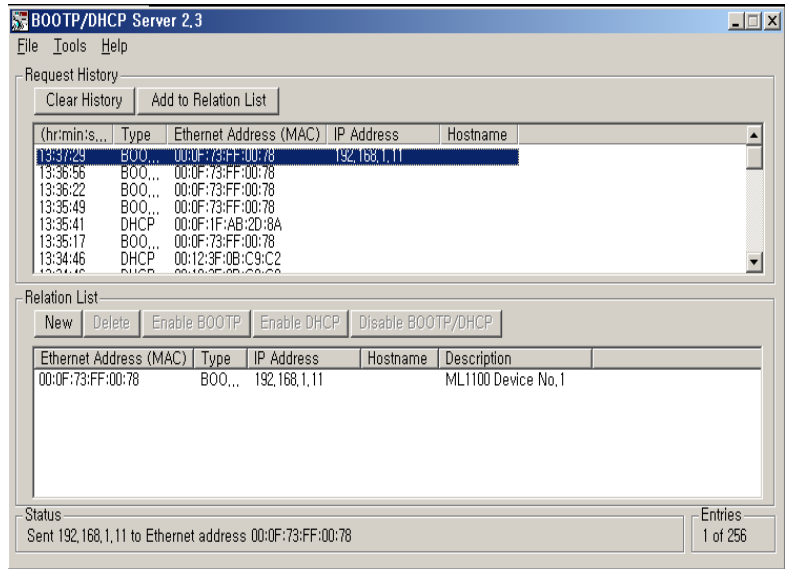 BOOTP/DHCP Server 2,3
File Tools Help
Request History
Clear History Add to Relation List
(hr:min:s... Type Ethernet Address (MAC) IP Address Hostname
13:37:29 BOO... 00:0F:73:FF:00:78 192,168,1,11
13:36:56 BOO... 00:0F:73:FF:00:78
13:36:22 BOO... 00:0F:73:FF:00:78
13:35:49 BOO... 00:0F:73:FF:00:78
13:35:41 DHCP 00:0F:1F:AB:2D:8A
13:35:17 BOO... 00:0F:73:FF:00:78
13:34:46 DHCP 00:12:3F:0B:C9:C2
Relation List
New Delete Enable BOOTP Enable DHCP Disable BOOTP/DHCP
Ethernet Address (MAC) Type IP Address Hostname Description
00:0F:73:FF:00:78 BOO... 192,168,1,11 ML1100 Device No,1
Status Entries
Sent 192,168,1,11 to Ethernet address 00:0F:73:FF:00:78 1 of 256